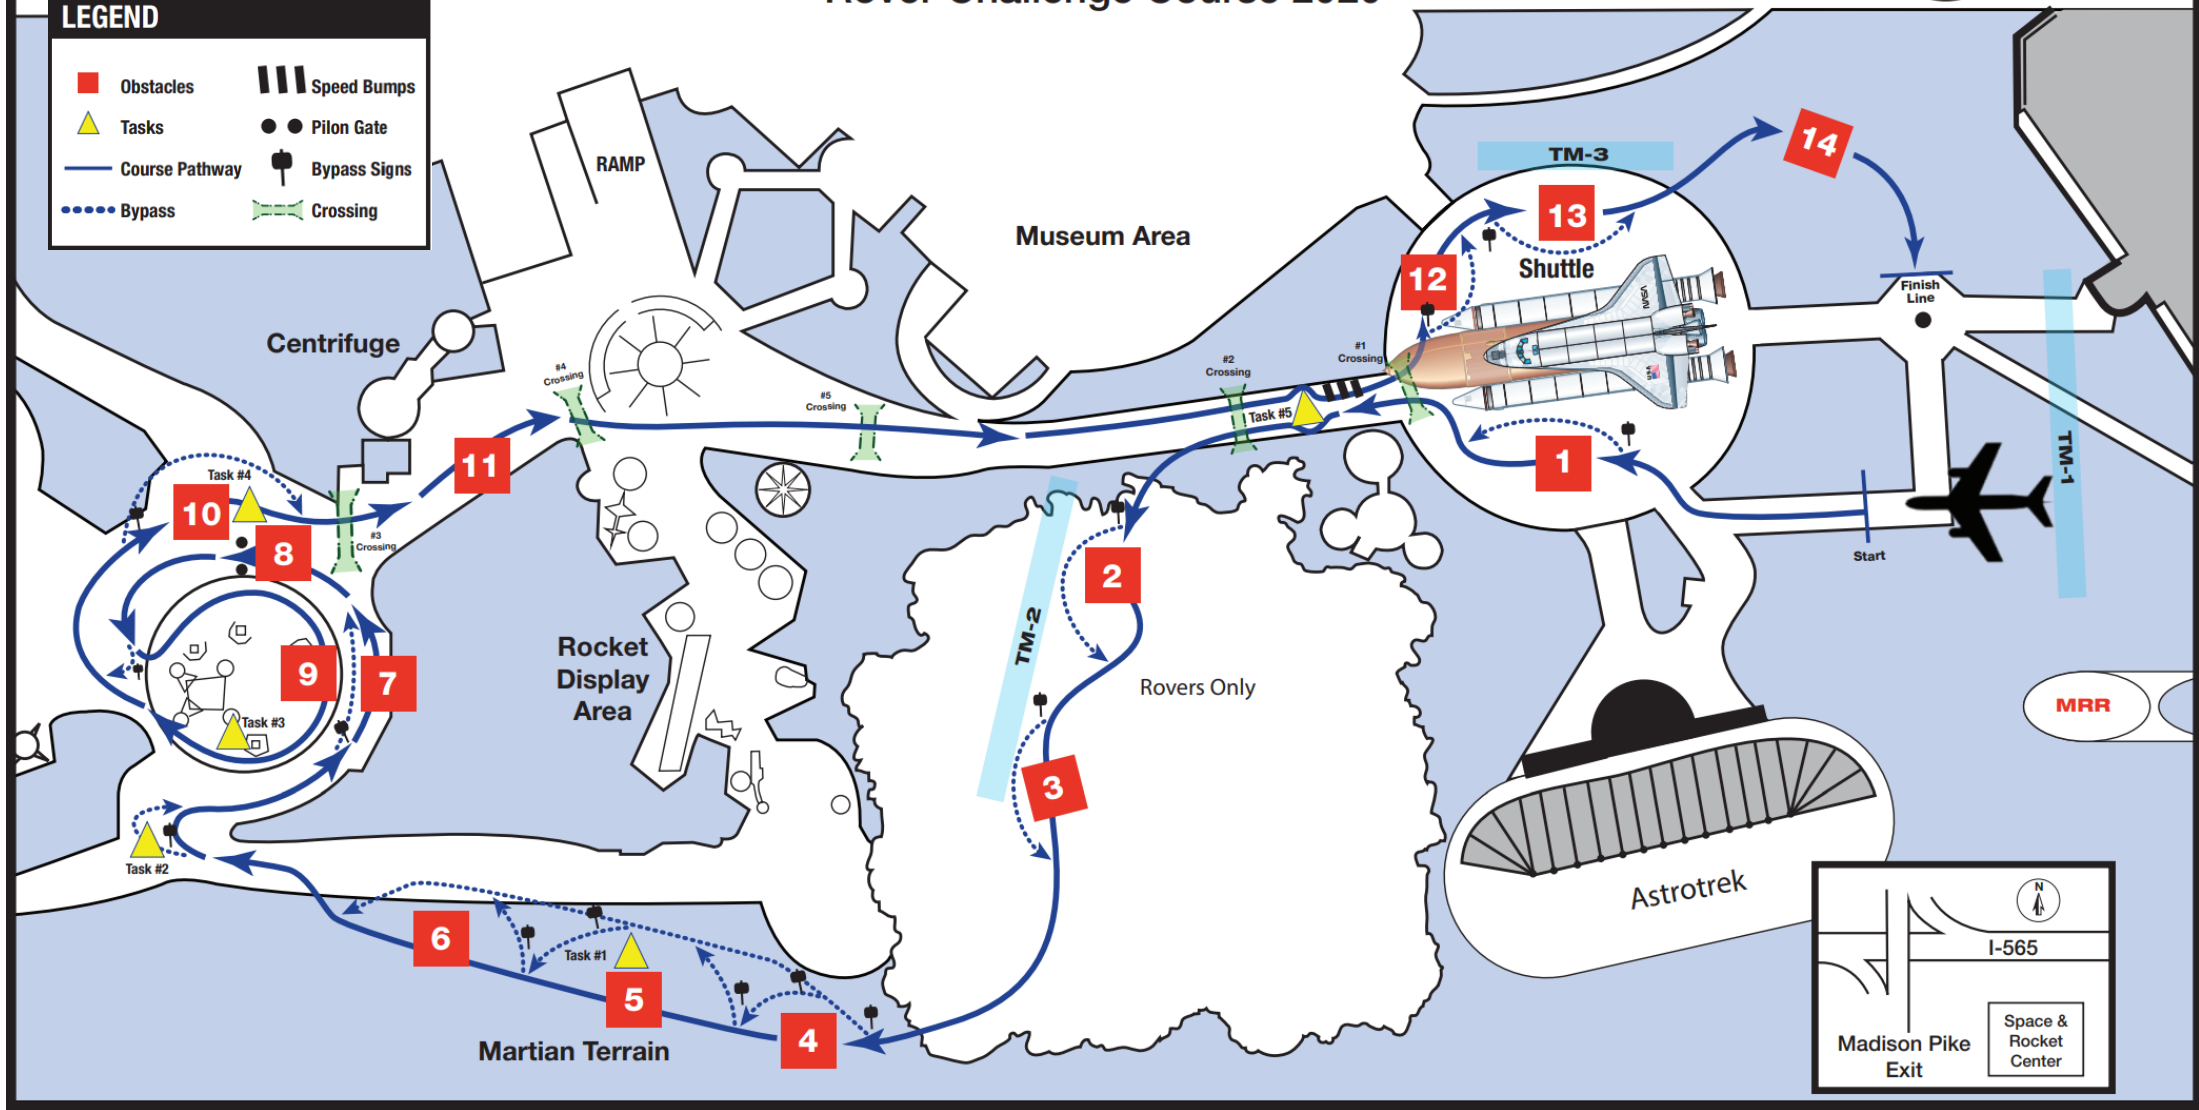 Rover Challenge Course 2020
LEGEND
Obstacles
Speed Bumps
Tasks
Pilon Gate
Course Pathway
Bypass Signs
Bypass
Crossing
RAMP
Museum Area
TM-3
14
13
12
Shuttle
USA
Finish
Line
TM-1
Centrifuge
#4
Crossing
#5
Crossing
#2
Crossing
#1
Crossing
Task #5
11
1
Start
Task #4
10
#3
Crossing
8
2
TM-2
Rovers Only
Rocket
Display
Area
9
7
Task #3
MRR
3
Task #2
Astrotrek
6
Task #1
5
4
Martian Terrain
N
I-565
Madison Pike
Exit
Space &
Rocket
Center